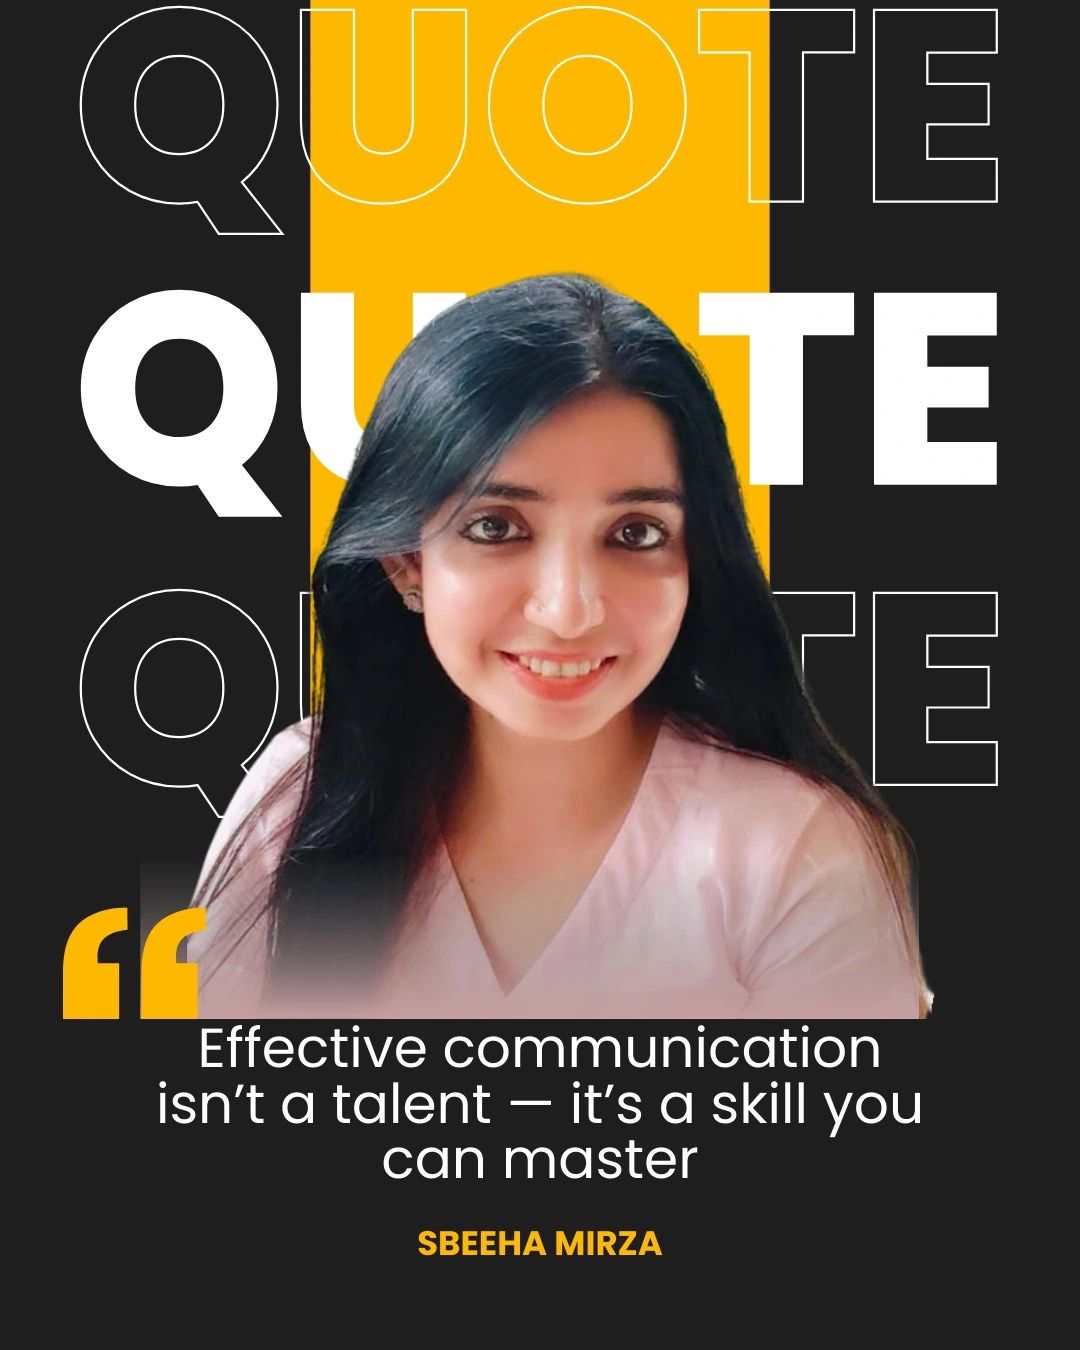 QUOTE
QU TE
Q TE
“
Effective communication
isn’t a talent — it’s a skill you
can master
SBEEHA MIRZA